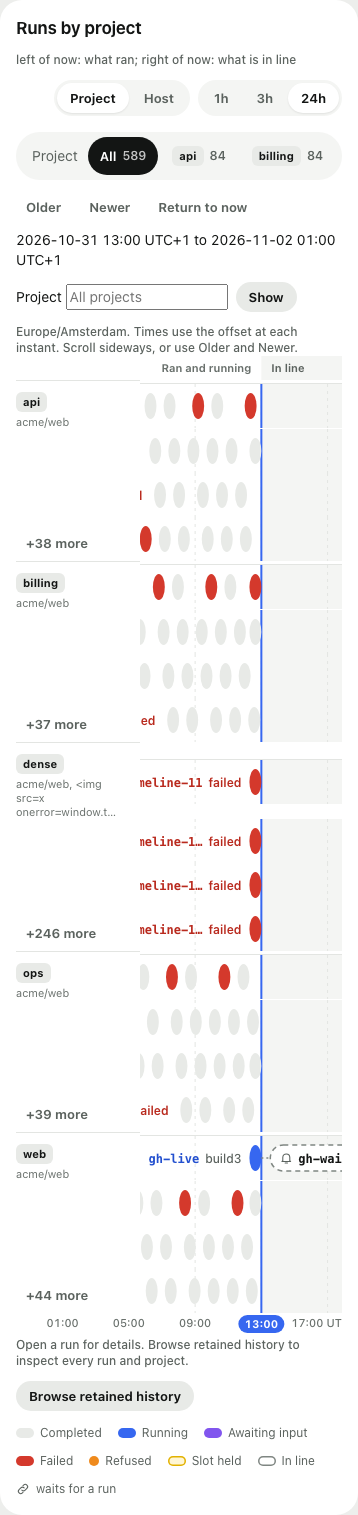 Runs by project
left of now: what ran; right of now: what is in line
Project Host 1h 3h 24h
Project All 589 api 84 billing 84
Older Newer Return to now
2026-10-31 13:00 UTC+1 to 2026-11-02 01:00
UTC+1
Project All projects Show
Europe/Amsterdam. Times use the offset at each
instant. Scroll sideways, or use Older and Newer.
Ran and running In line
api
acme/web
+38 more
billing
acme/web
ed
+37 more
dense
acme/web, <img
src=x
onerror=window.t…
meline-11 failed
meline-1… failed
meline-1… failed
meline-1… failed
+246 more
ops
acme/web
ailed
+39 more
web
acme/web
gh-live build3 gh-wai
+44 more
01:00 05:00 09:00 13:00 17:00 UT
Open a run for details. Browse retained history to
inspect every run and project.
Browse retained history
Completed Running Awaiting input
Failed Refused Slot held In line
waits for a run